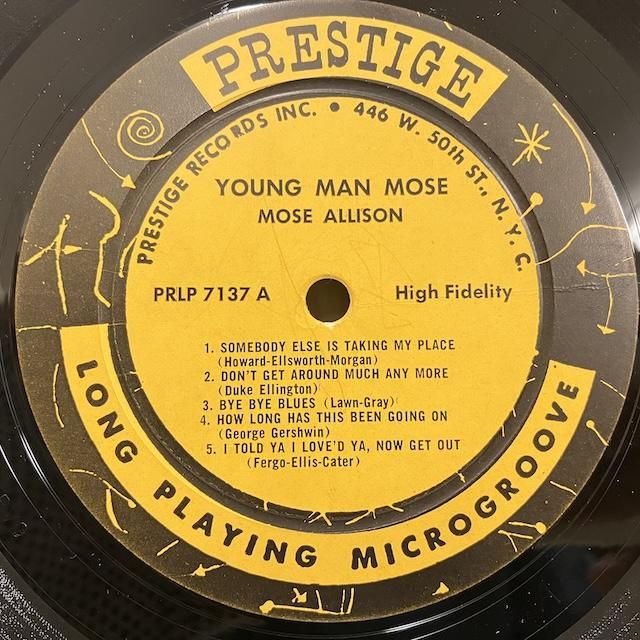 PRESTIGE
PRESTIGE RECORDS INC. • 446 W. 50th ST., N.Y.C.
YOUNG MAN MOSE
MOSE ALLISON
PRLP 7137 A
High Fidelity
1. SOMEBODY ELSE IS TAKING MY PLACE
(Howard-Ellsworth-Morgan)
2. DON'T GET AROUND MUCH ANY MORE
(Duke Ellington)
3. BYE BYE BLUES (Lawn-Gray)
4. HOW LONG HAS THIS BEEN GOING ON
(George Gershwin)
5. I TOLD YA I LOVE'D YA, NOW GET OUT
(Fergo-Ellis-Cater)
LONG PLAYING MICROGROOVE